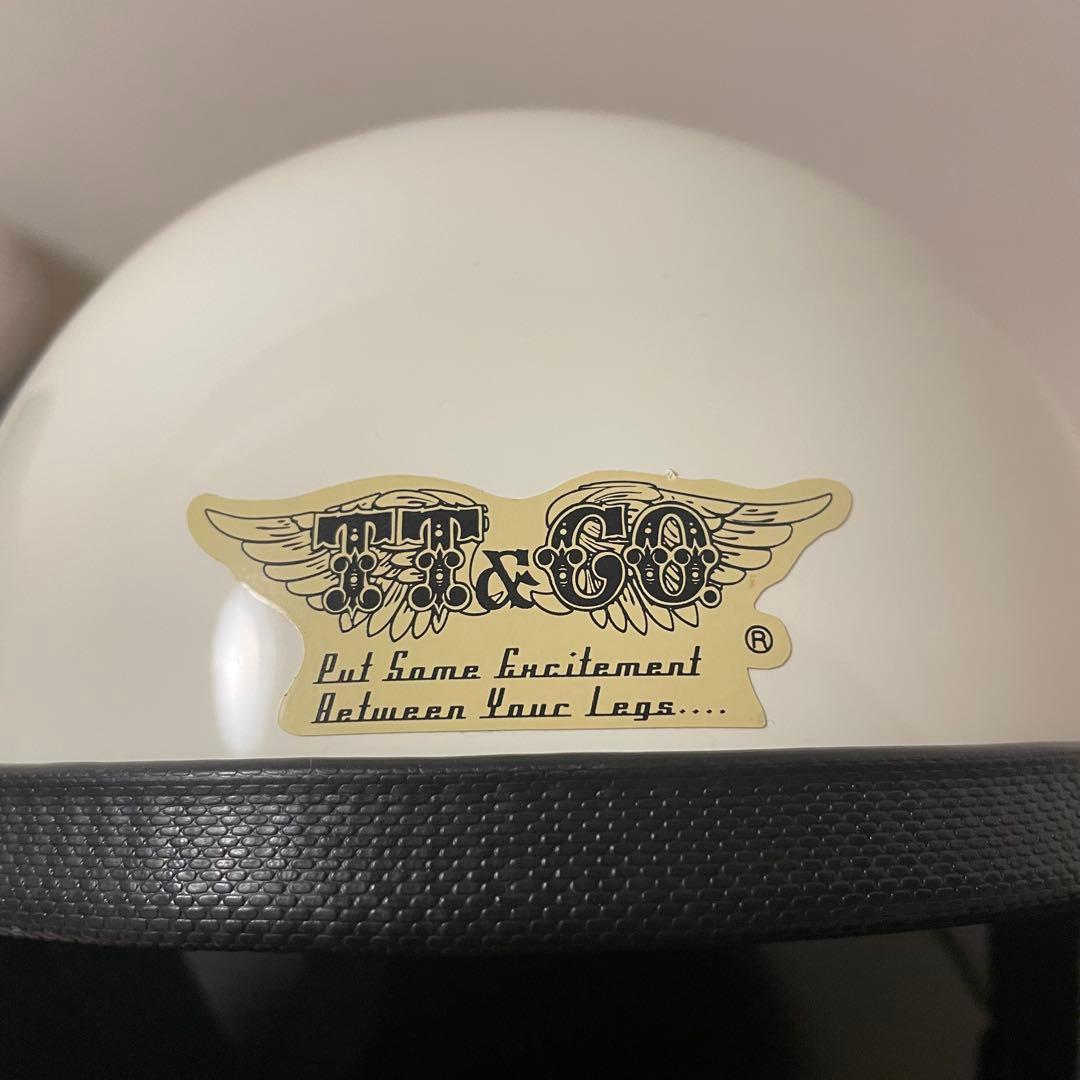 TT&CO.
®
Put Some Excitement
Between Your Legs....